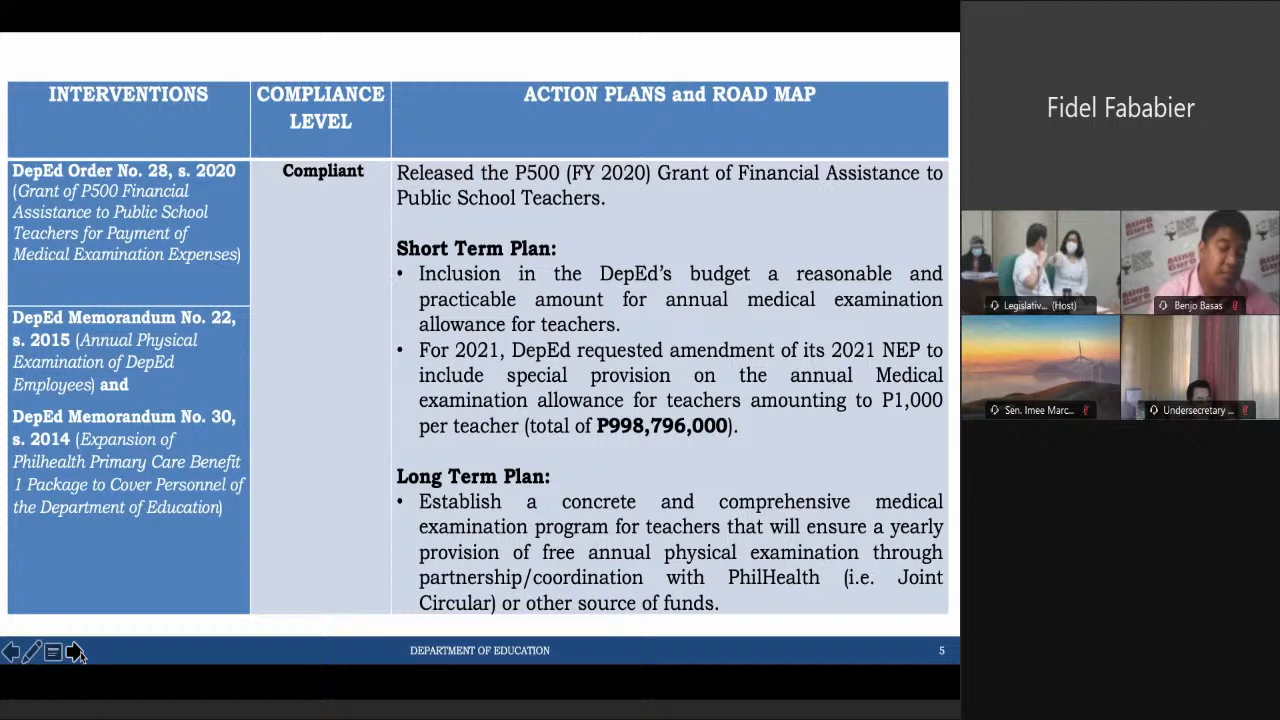 INTERVENTIONS
COMPLIANCE
LEVEL
ACTION PLANS and ROAD MAP
DepEd Order No. 28, s. 2020
(Grant of P500 Financial
Assistance to Public School
Teachers for Payment of
Medical Examination Expenses)
DepEd Memorandum No. 22,
s. 2015 (Annual Physical
Examination of DepEd
Employees) and
DepEd Memorandum No. 30,
s. 2014 (Expansion of
Philhealth Primary Care Benefit
1 Package to Cover Personnel of
the Department of Education)
Compliant
Released the P500 (FY 2020) Grant of Financial Assistance to
Public School Teachers.
Short Term Plan:
• Inclusion in the DepEd's budget a reasonable and
practicable amount for annual medical examination
allowance for teachers.
• For 2021, DepEd requested amendment of its 2021 NEP to
include special provision on the annual Medical
examination allowance for teachers amounting to P1,000
per teacher (total of P998,796,000).
Long Term Plan:
• Establish a concrete and comprehensive medical
examination program for teachers that will ensure a yearly
provision of free annual physical examination through
partnership/coordination with PhilHealth (i.e. Joint
Circular) or other source of funds.
DEPARTMENT OF EDUCATION
5
Fidel Fababier
Legislativ... (Host)
Benjo Basas
Sen. Imee Marc...
Undersecretary ...